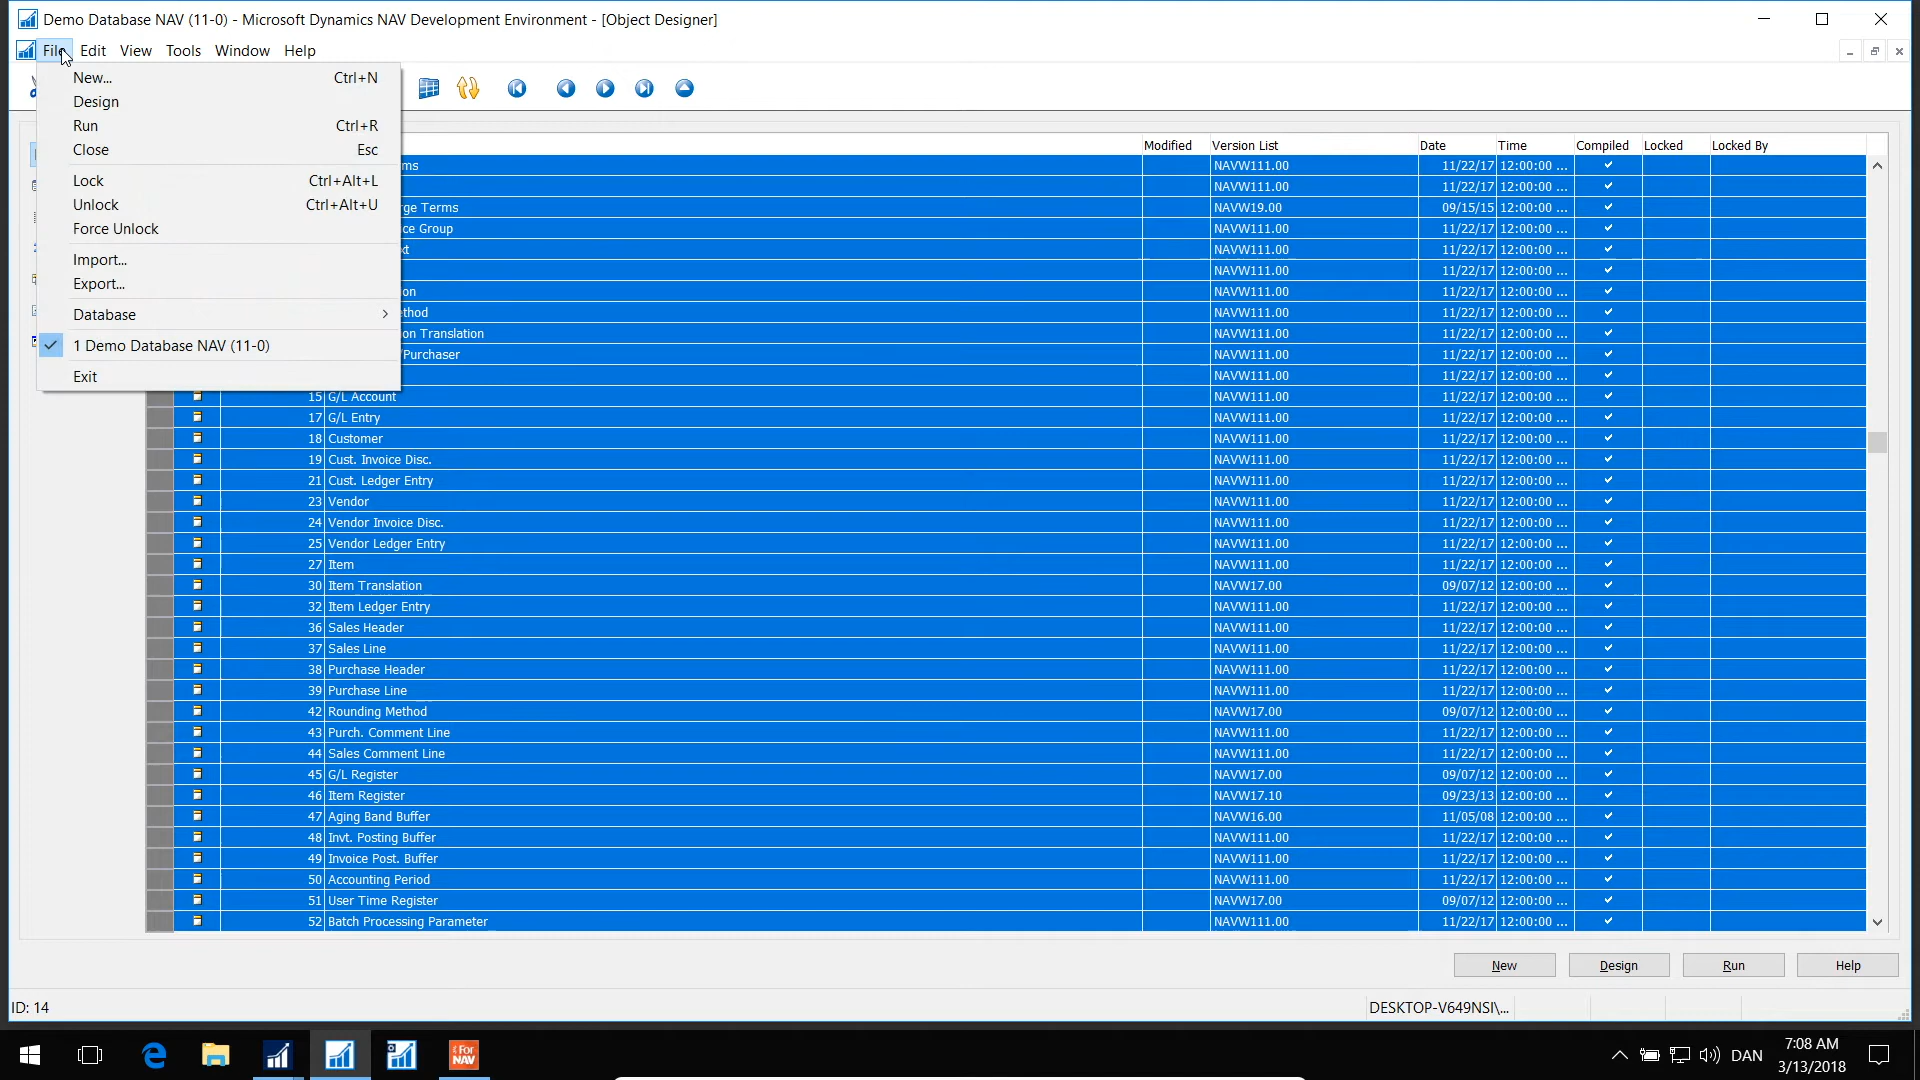 Demo Database NAV (11-0) - Microsoft Dynamics NAV Development Environment - [Object Designer]
File Edit View Tools Window Help
New... Ctrl+N
Design
Run Ctrl+R
Close Esc
Lock Ctrl+Alt+L
Unlock Ctrl+Alt+U
Force Unlock
Import...
Export...
Database
1 Demo Database NAV (11-0)
Exit
Modified Version List Date Time Compiled Locked Locked By
ms NAVW111.00 11/22/17 12:00:00 ...
NAVW111.00 11/22/17 12:00:00 ...
rge Terms NAVW19.00 09/15/15 12:00:00 ...
ce Group NAVW111.00 11/22/17 12:00:00 ...
xt NAVW111.00 11/22/17 12:00:00 ...
NAVW111.00 11/22/17 12:00:00 ...
on NAVW111.00 11/22/17 12:00:00 ...
thod NAVW111.00 11/22/17 12:00:00 ...
on Translation NAVW111.00 11/22/17 12:00:00 ...
/Purchaser NAVW111.00 11/22/17 12:00:00 ...
NAVW111.00 11/22/17 12:00:00 ...
15 G/L Account NAVW111.00 11/22/17 12:00:00 ...
17 G/L Entry NAVW111.00 11/22/17 12:00:00 ...
18 Customer NAVW111.00 11/22/17 12:00:00 ...
19 Cust. Invoice Disc. NAVW111.00 11/22/17 12:00:00 ...
21 Cust. Ledger Entry NAVW111.00 11/22/17 12:00:00 ...
23 Vendor NAVW111.00 11/22/17 12:00:00 ...
24 Vendor Invoice Disc. NAVW111.00 11/22/17 12:00:00 ...
25 Vendor Ledger Entry NAVW111.00 11/22/17 12:00:00 ...
27 Item NAVW111.00 11/22/17 12:00:00 ...
30 Item Translation NAVW17.00 09/07/12 12:00:00 ...
32 Item Ledger Entry NAVW111.00 11/22/17 12:00:00 ...
36 Sales Header NAVW111.00 11/22/17 12:00:00 ...
37 Sales Line NAVW111.00 11/22/17 12:00:00 ...
38 Purchase Header NAVW111.00 11/22/17 12:00:00 ...
39 Purchase Line NAVW111.00 11/22/17 12:00:00 ...
42 Rounding Method NAVW17.00 09/07/12 12:00:00 ...
43 Purch. Comment Line NAVW111.00 11/22/17 12:00:00 ...
44 Sales Comment Line NAVW111.00 11/22/17 12:00:00 ...
45 G/L Register NAVW17.00 09/07/12 12:00:00 ...
46 Item Register NAVW17.10 09/23/13 12:00:00 ...
47 Aging Band Buffer NAVW16.00 11/05/08 12:00:00 ...
48 Invt. Posting Buffer NAVW111.00 11/22/17 12:00:00 ...
49 Invoice Post. Buffer NAVW111.00 11/22/17 12:00:00 ...
50 Accounting Period NAVW111.00 11/22/17 12:00:00 ...
51 User Time Register NAVW17.00 09/07/12 12:00:00 ...
52 Batch Processing Parameter NAVW111.00 11/22/17 12:00:00 ...
New Design Run Help
ID: 14 DESKTOP-V649NSI\...
For NAV
DAN
7:08 AM
3/13/2018